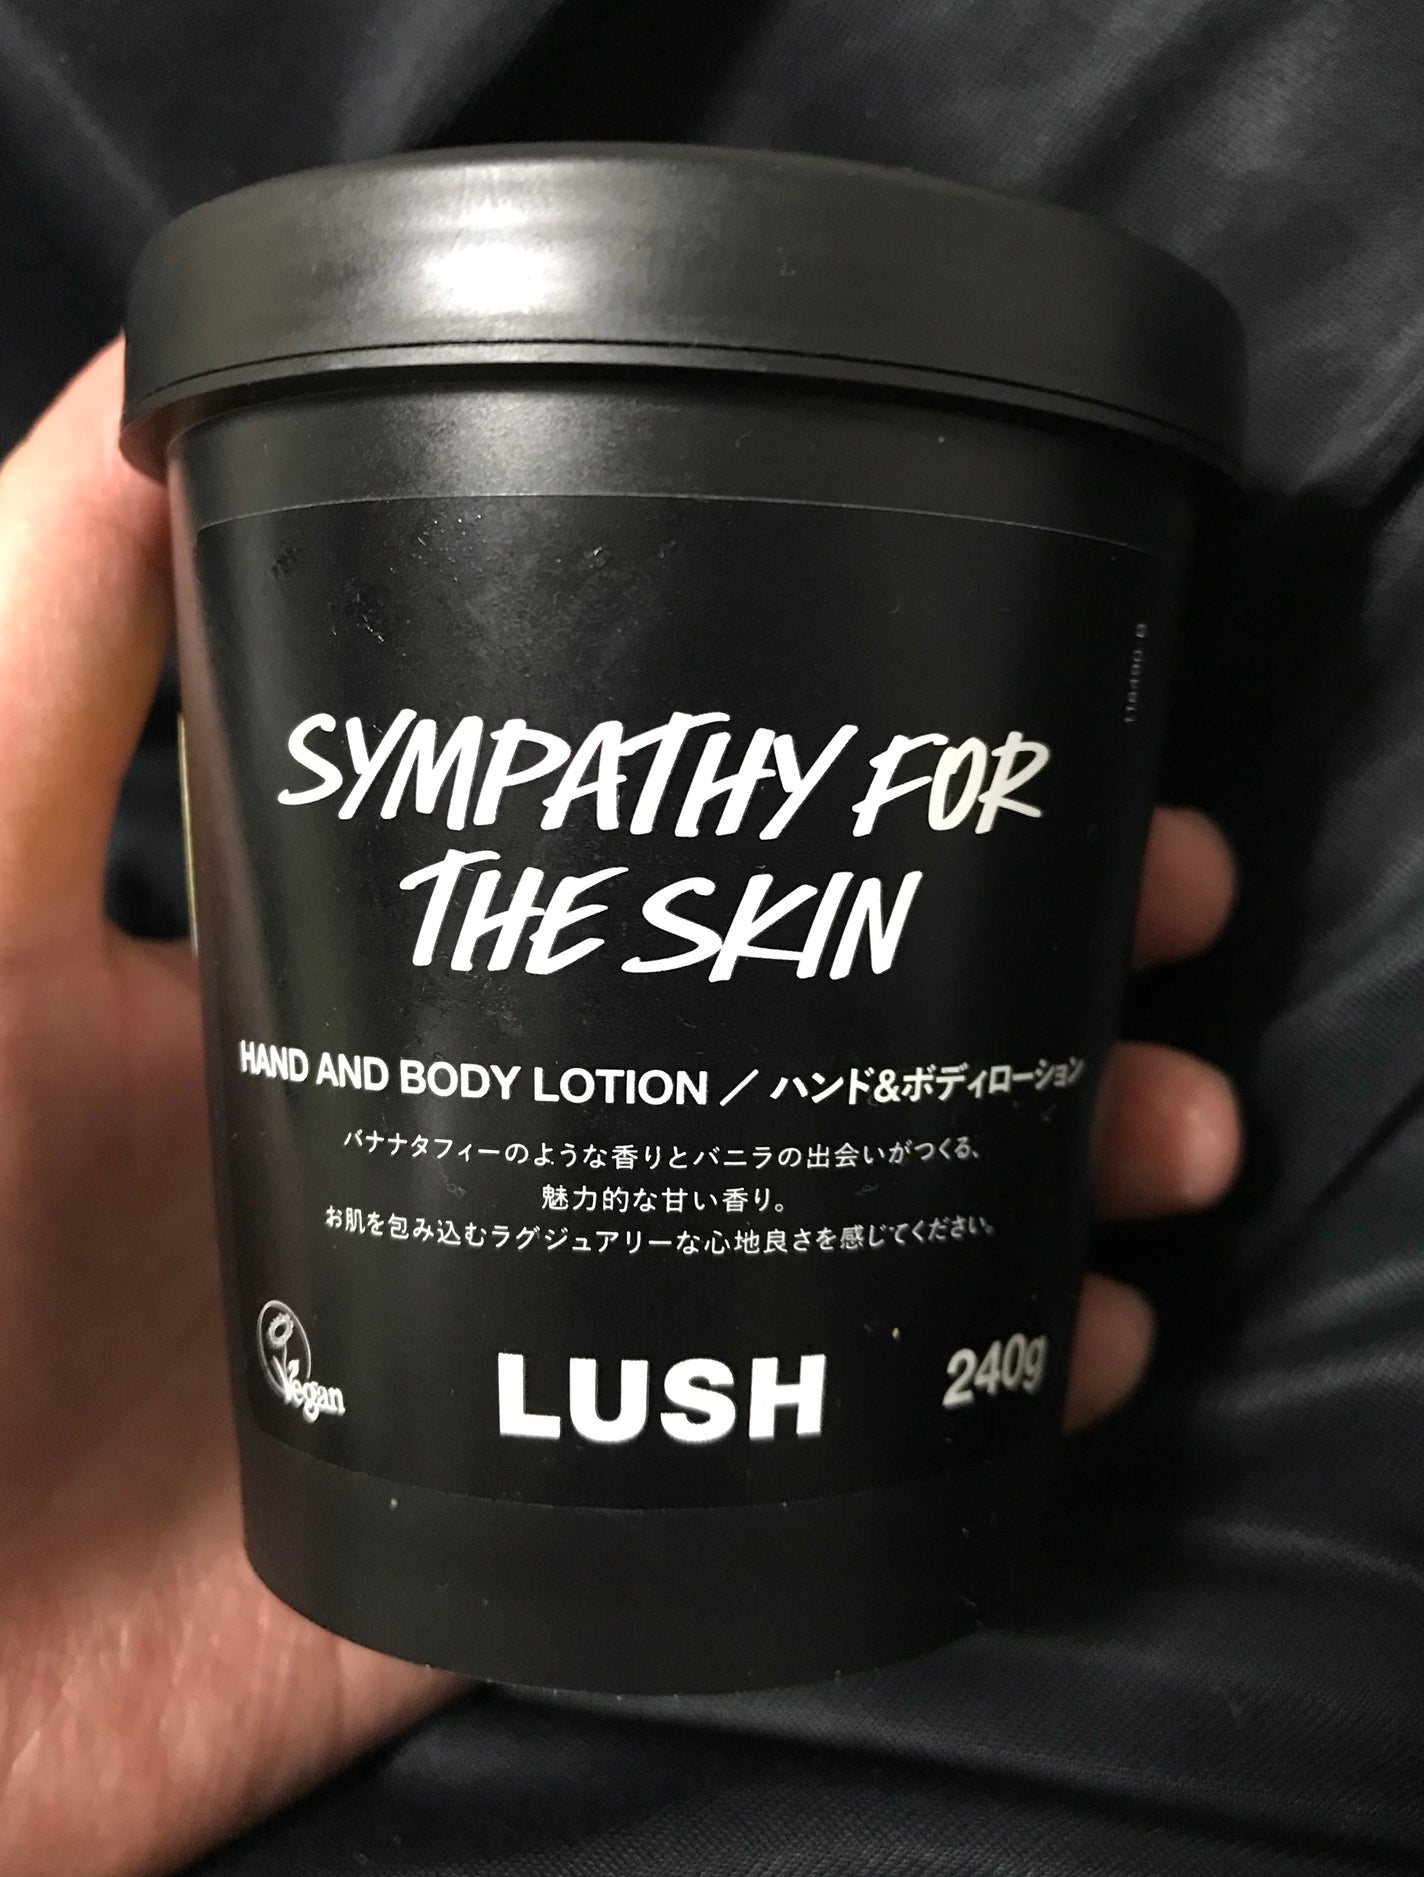 SYMPATHY FOR
THE SKIN
HAND AND BODY LOTION / ハンド&ボディローション
バナナタフィーのような香りとバニラの出会いがつくる、
魅力的な甘い香り。
お肌を包み込むラグジュアリーな心地良さを感じてください。
Vegan
LUSH
240g